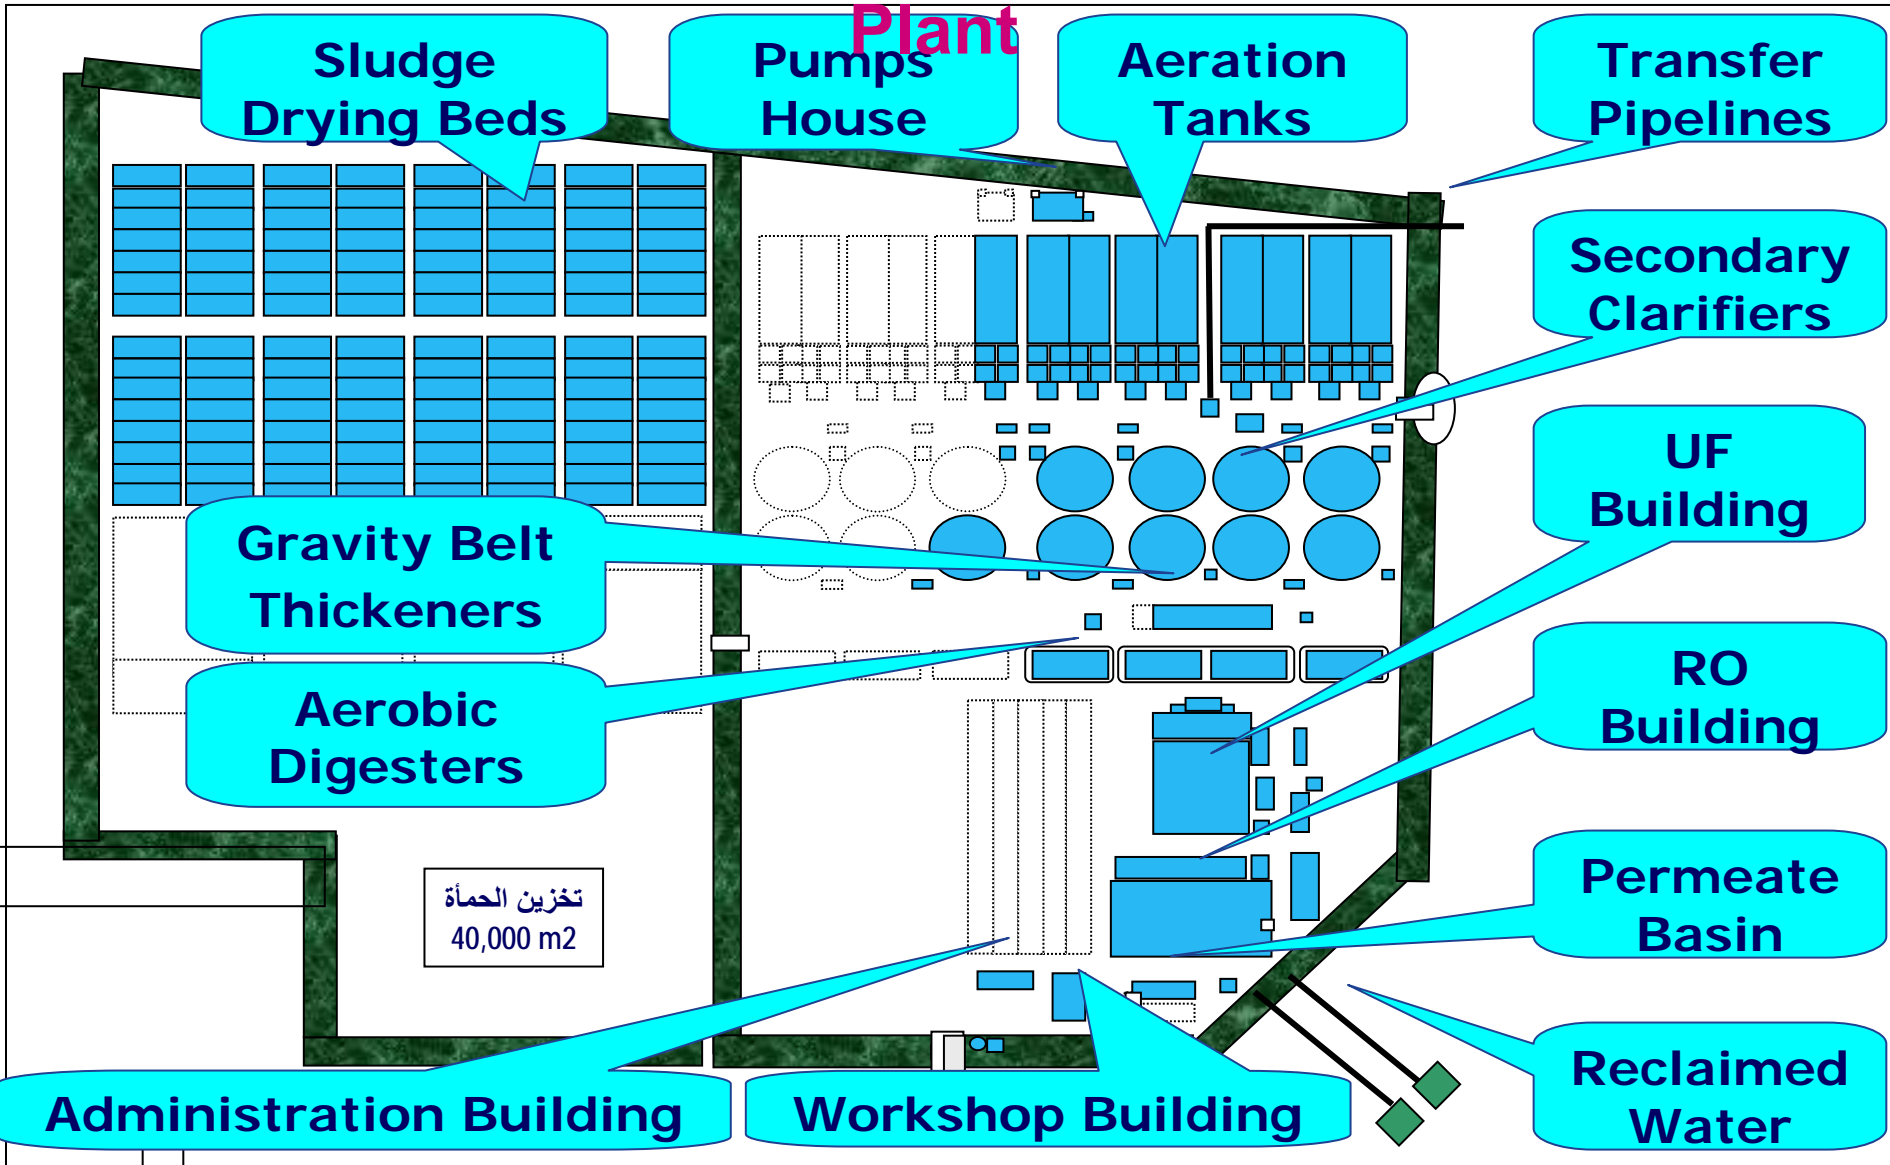 Plant
Sludge
Drying Beds
Pumps
House
Aeration
Tanks
Transfer
Pipelines
Secondary
Clarifiers
UF
Building
Gravity Belt
Thickeners
RO
Building
Aerobic
Digesters
تخزين الحمأة
40,000 m2
Permeate
Basin
Administration Building
Workshop Building
Reclaimed
Water